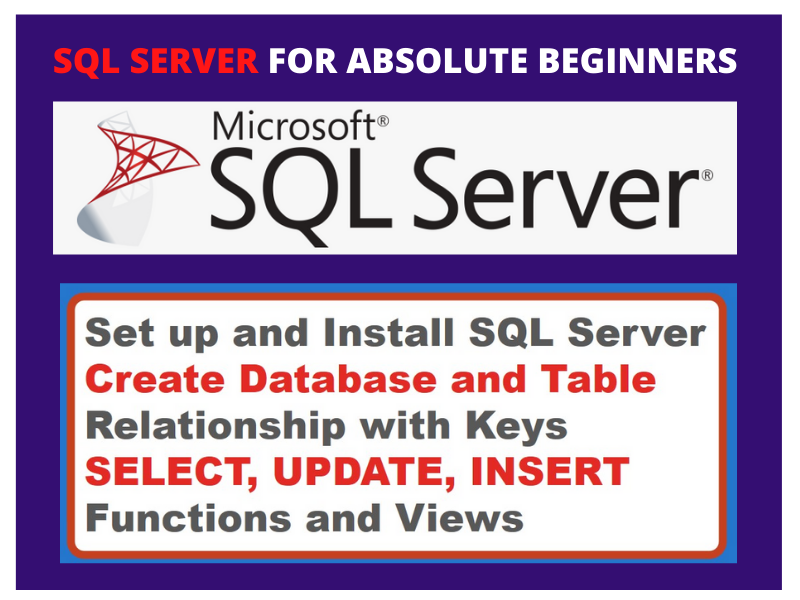 SQL SERVER FOR ABSOLUTE BEGINNERS
Microsoft®
SQL Server®
Set up and Install SQL Server
Create Database and Table
Relationship with Keys
SELECT, UPDATE, INSERT
Functions and Views